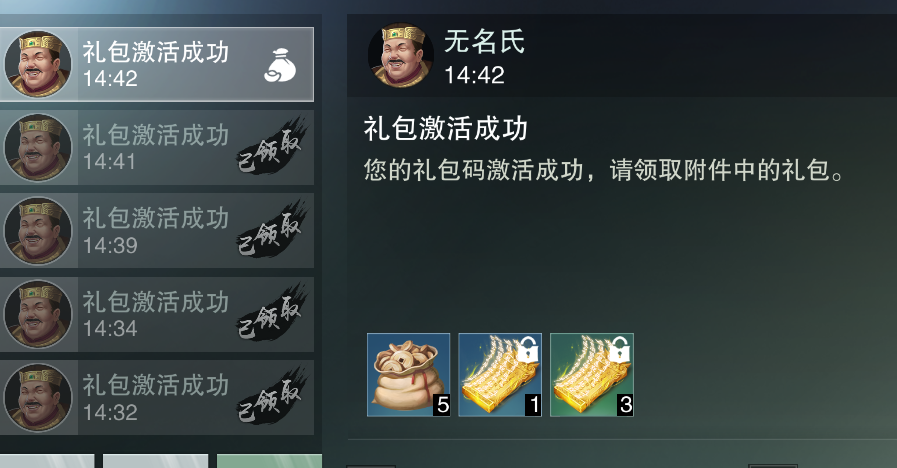 礼包激活成功
14:42
礼包激活成功
14:41
已领取
礼包激活成功
14:39
已领取
礼包激活成功
14:34
已领取
礼包激活成功
14:32
已领取
无名氏
14:42
礼包激活成功
您的礼包码激活成功，请领取附件中的礼包。
5
1
3